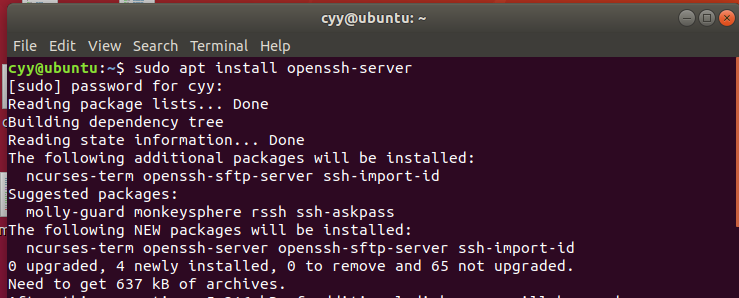 cyy@ubuntu: ~
File Edit View Search Terminal Help
cyy@ubuntu:~$ sudo apt install openssh-server
[sudo] password for cyy:
Reading package lists... Done
Building dependency tree
Reading state information... Done
The following additional packages will be installed:
  ncurses-term openssh-sftp-server ssh-import-id
Suggested packages:
  molly-guard monkeysphere rssh ssh-askpass
The following NEW packages will be installed:
  ncurses-term openssh-server openssh-sftp-server ssh-import-id
0 upgraded, 4 newly installed, 0 to remove and 65 not upgraded.
Need to get 637 kB of archives.